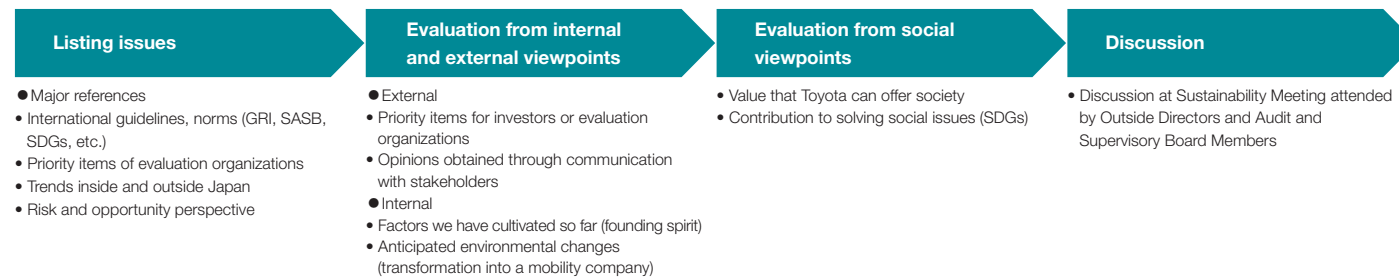 Listing issues
● Major references
• International guidelines, norms (GRI, SASB,
SDGs, etc.)
• Priority items of evaluation organizations
• Trends inside and outside Japan
• Risk and opportunity perspective
Evaluation from internal
and external viewpoints
● External
• Priority items for investors or evaluation
organizations
• Opinions obtained through communication
with stakeholders
● Internal
• Factors we have cultivated so far (founding spirit)
• Anticipated environmental changes
(transformation into a mobility company)
Evaluation from social
viewpoints
• Value that Toyota can offer society
• Contribution to solving social issues (SDGs)
Discussion
• Discussion at Sustainability Meeting attended
by Outside Directors and Audit and
Supervisory Board Members